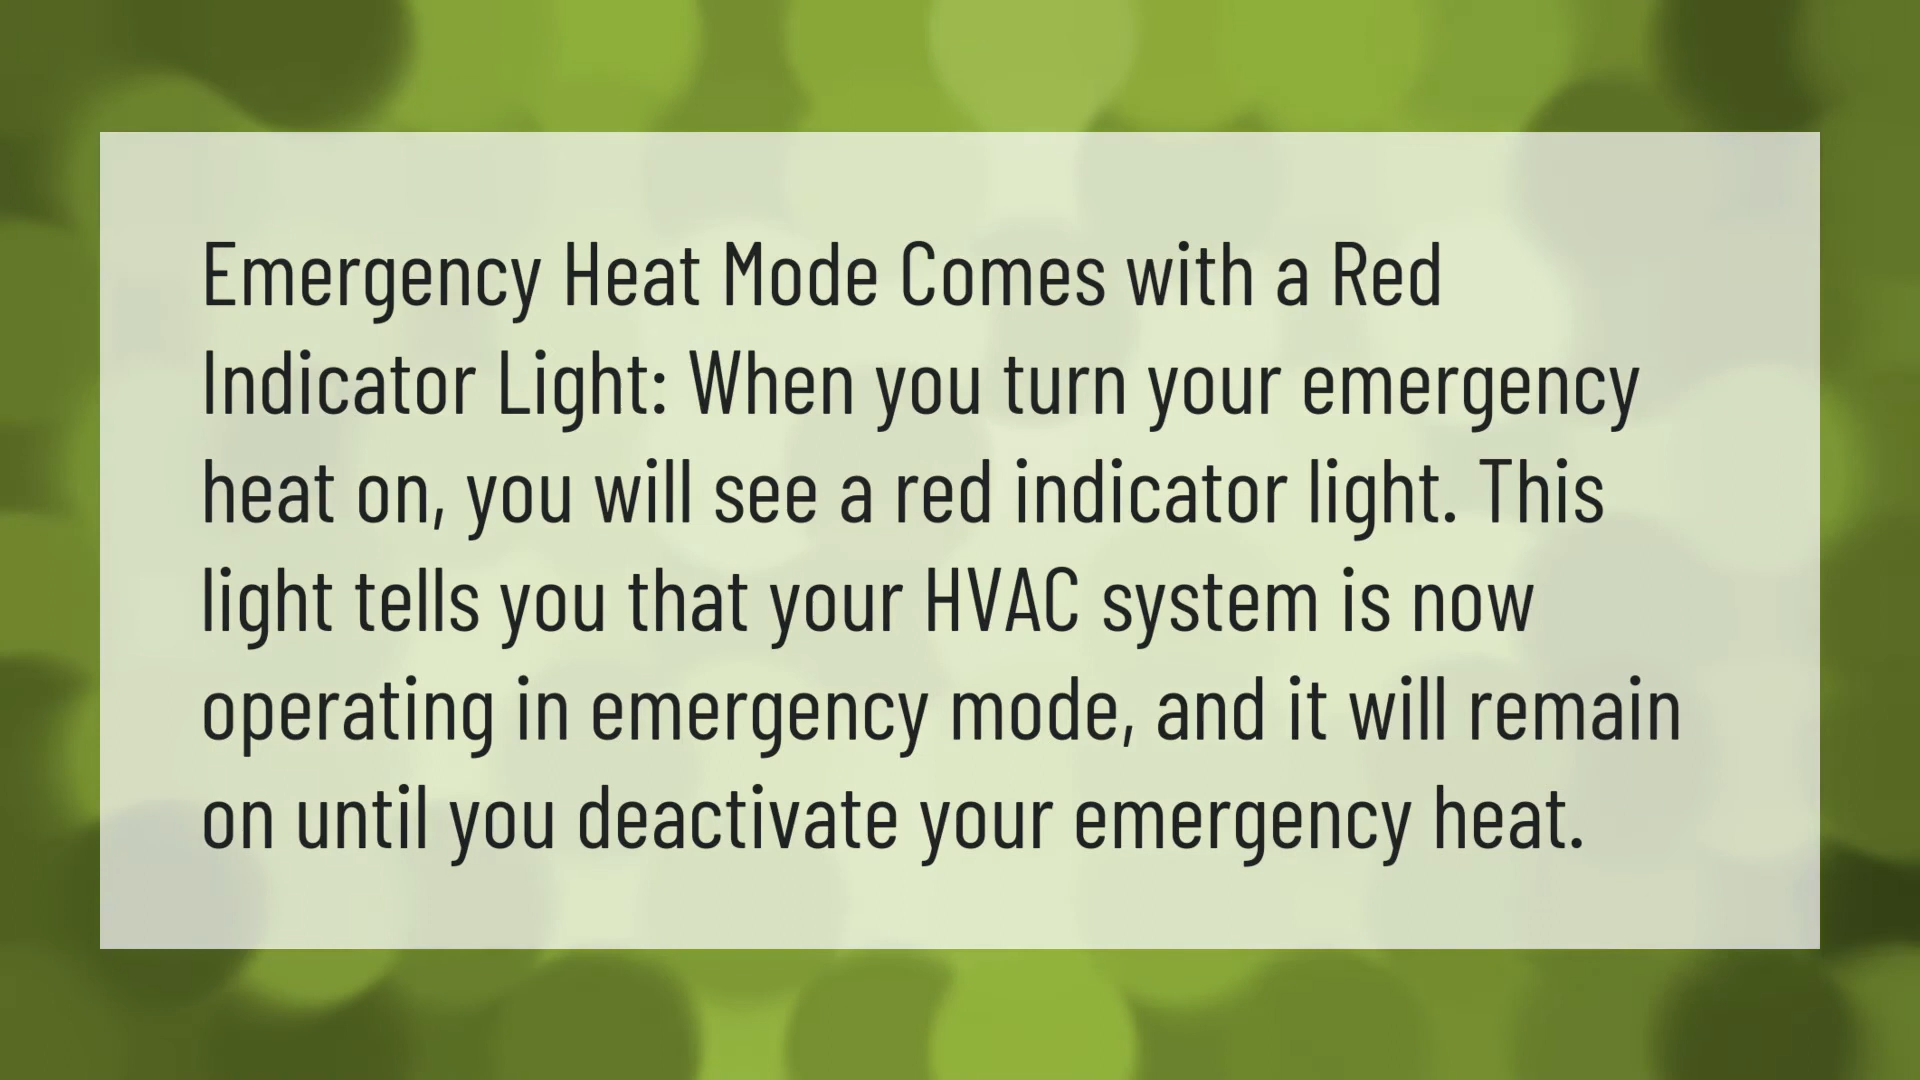 Emergency Heat Mode Comes with a Red
Indicator Light: When you turn your emergency
heat on, you will see a red indicator light. This
light tells you that your HVAC system is now
operating in emergency mode, and it will remain
on until you deactivate your emergency heat.